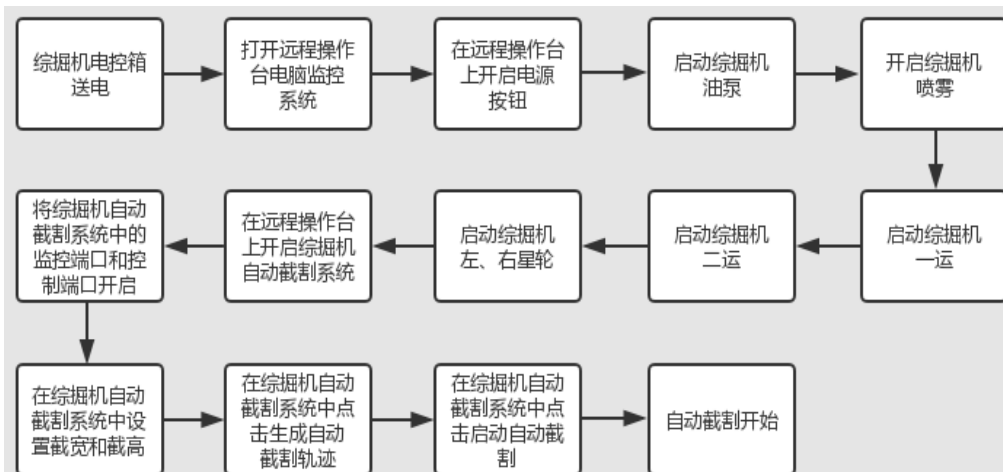 综掘机电控箱
送电
打开远程操作
台电脑监控
系统
在远程操作台
上开启电源
按钮
启动综掘机
油泵
开启综掘机
喷雾
启动综掘机
一运
启动综掘机
二运
启动综掘机
左、右星轮
在远程操作台
上开启综掘机
自动截割系统
将综掘机自动
截割系统中的
监控端口和控
制端口开启
在综掘机自动
截割系统中设
置截宽和截高
在综掘机自动
截割系统中点
击生成自动
截割轨迹
在综掘机自动
截割系统中点
击启动自动截
割
自动截割开始